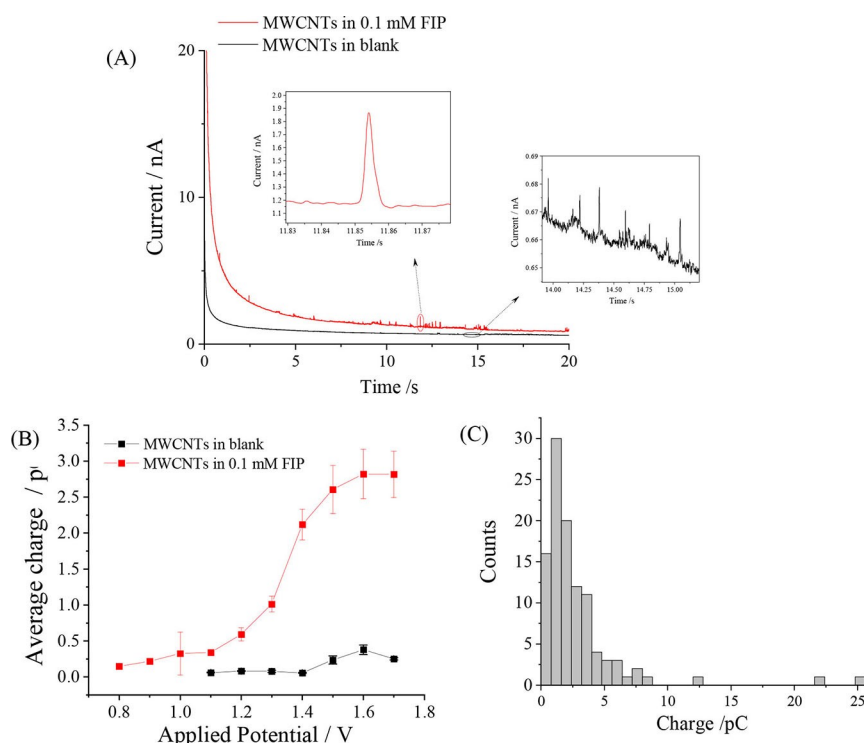 MWCNTs in 0.1 mM FIP
MWCNTs in blank
(A)
Current / nA
20
10
0
0
5
10
15
20
Time /s
Current / nA
2.0
1.9
1.8
1.7
1.6
1.5
1.4
1.3
1.2
1.1
11.83 11.84 11.85 11.86 11.87
Time /s
Current / nA
0.69
0.68
0.67
0.66
0.65
14.00 14.25 14.50 14.75 15.00
Time /s
(B)
MWCNTs in blank
MWCNTs in 0.1 mM FIP
Average charge /
3.5
3.0
2.5
2.0
1.5
1.0
0.5
0.0
0.8 1.0 1.2 1.4 1.6 1.8
Applied Potential / V
(C)
Counts
30
25
20
15
10
5
0
0 5 10 15 20 25
Charge /pC